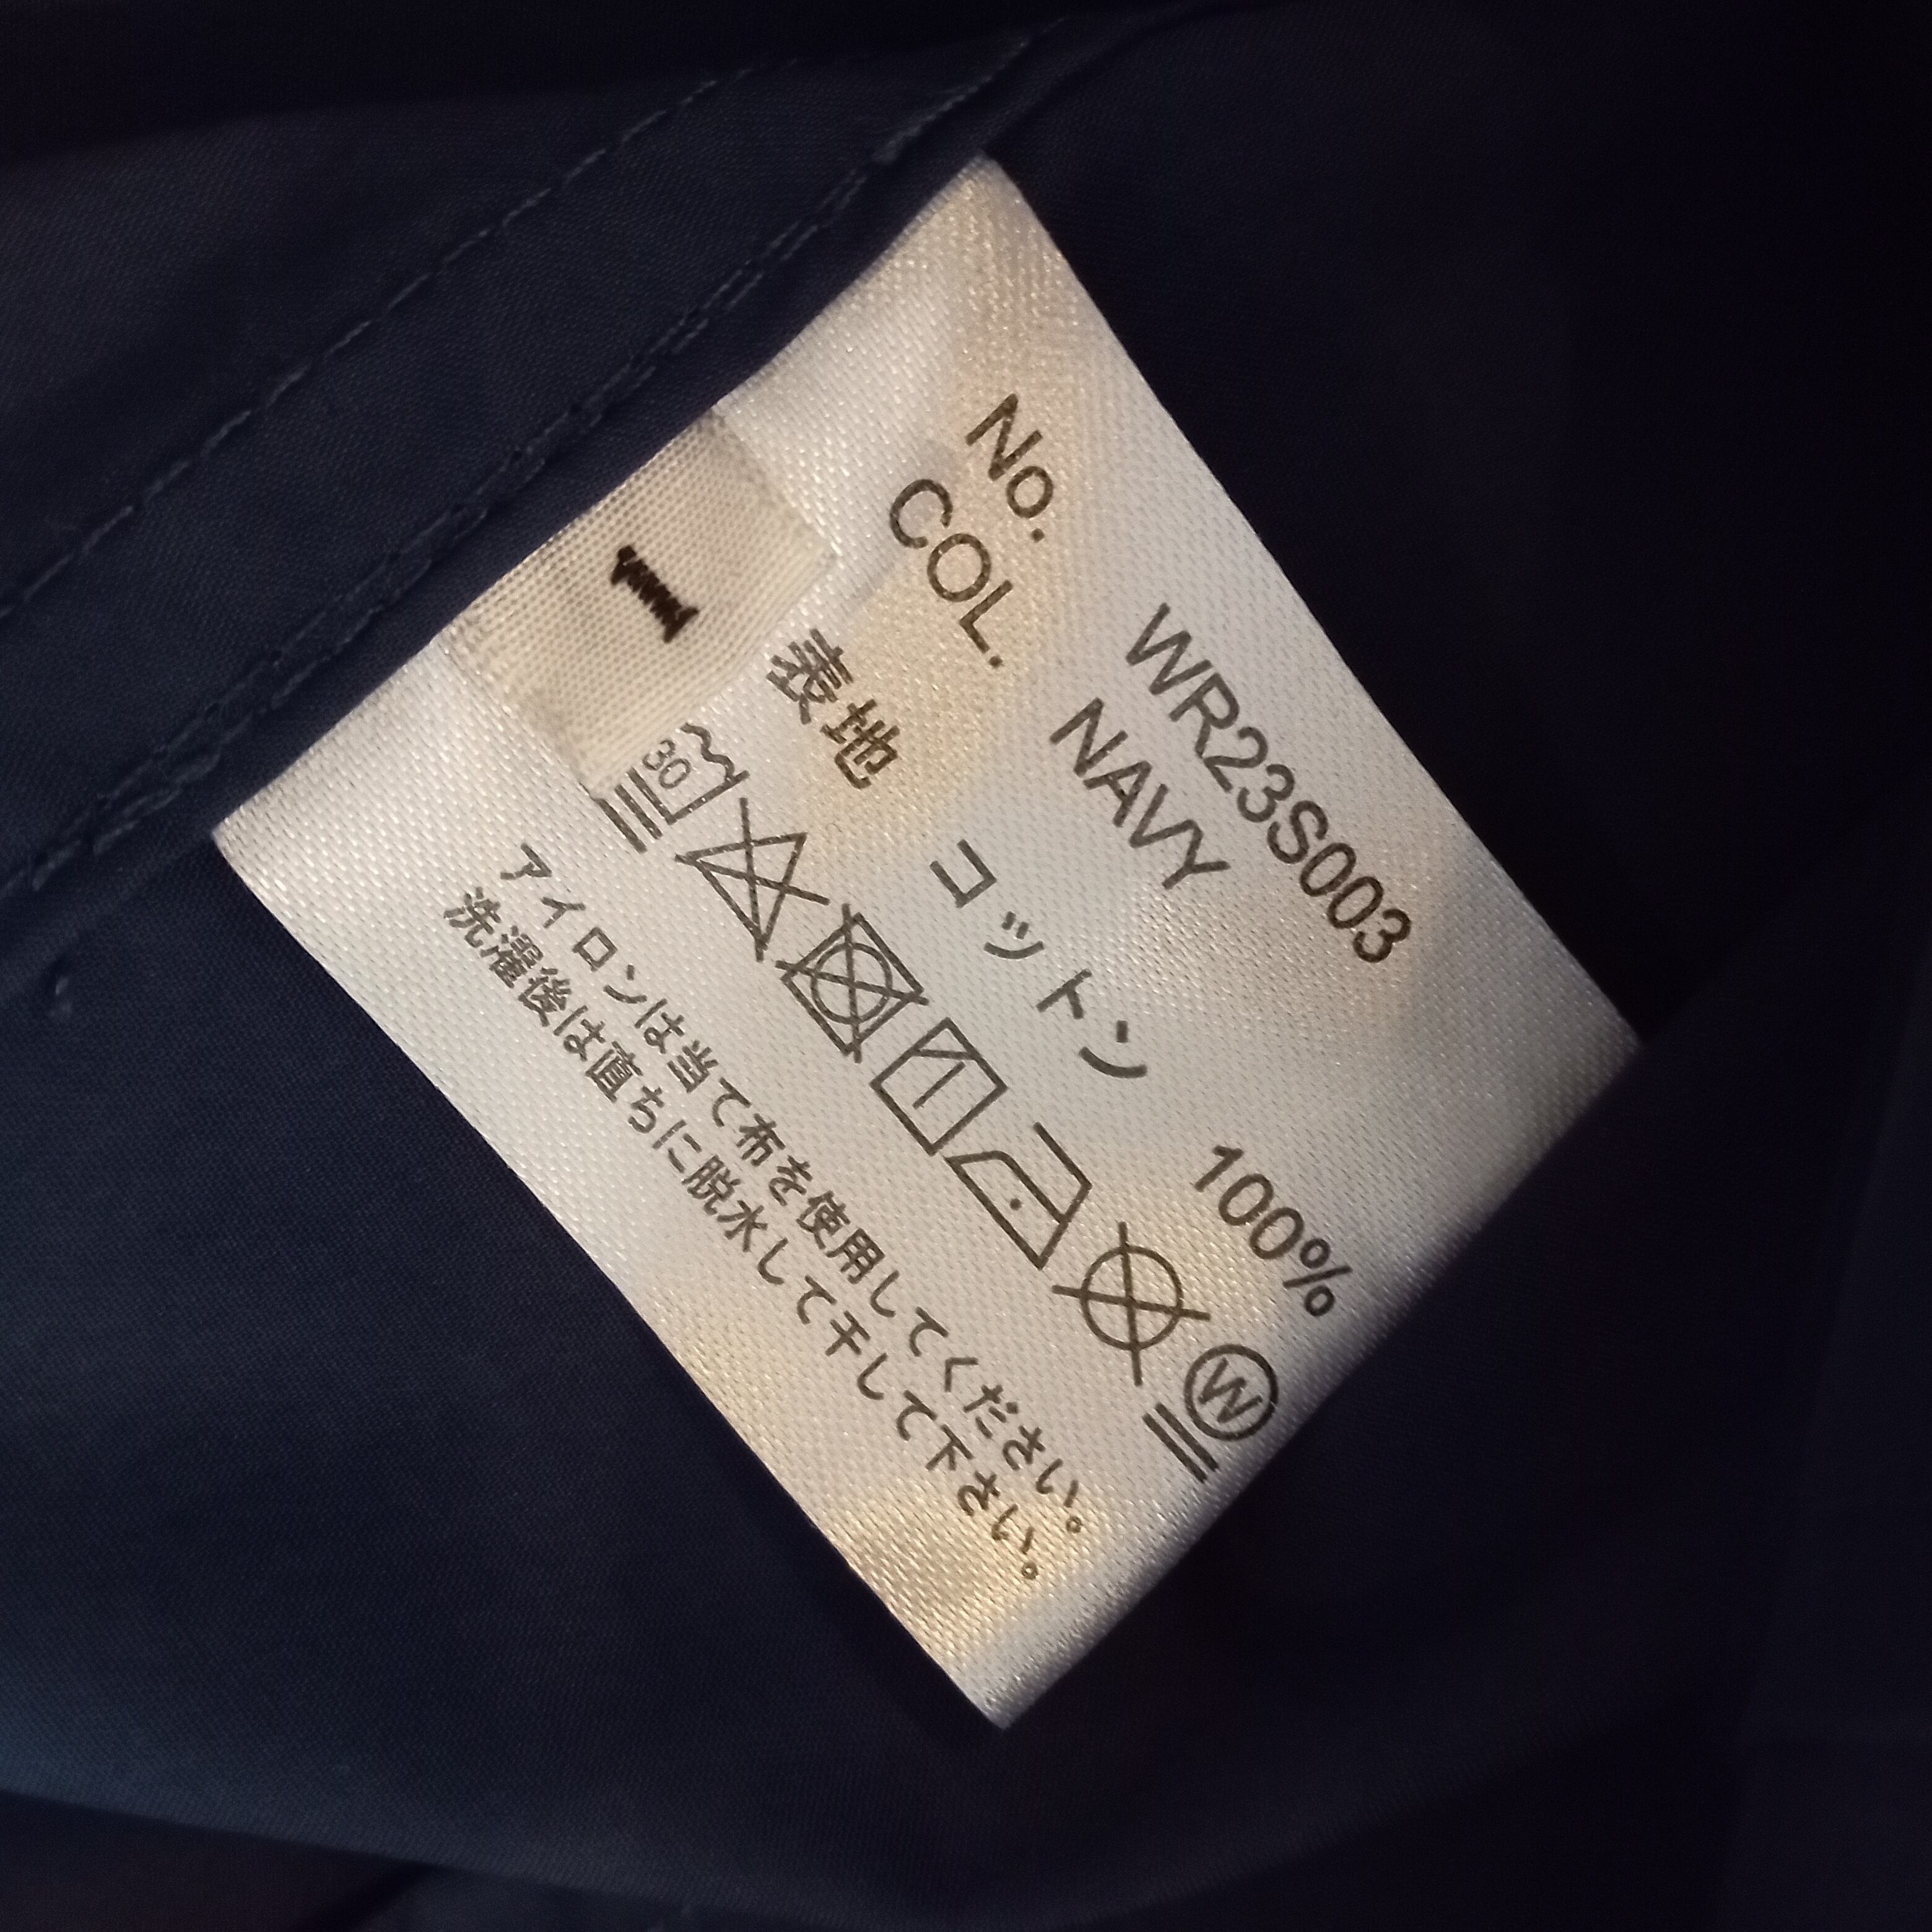 1
No. WR23S003
COL. NAVY
表地 コットン 100%
30
W
アイロンは当て布を使用してください。
洗濯後は直ちに脱水して干して下さい。